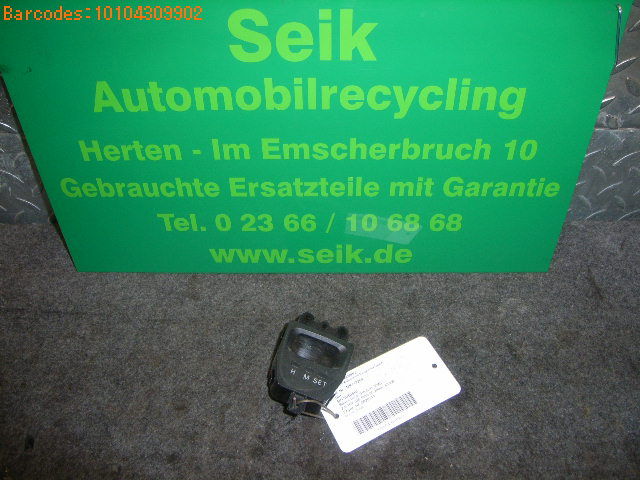 Barcodes:10104309902
Seik
Automobilrecycling
Herten - Im Emscherbruch 10
Gebrauchte Ersatzteile mit Garantie
Tel. 0 23 66 / 10 68 68
www.seik.de
H M SET